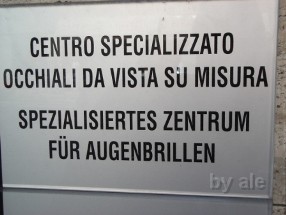 CENTRO SPECIALIZZATO
OCCHIALI DA VISTA SU MISURA
SPEZIALISIERTES ZENTRUM
FÜR AUGENBRILLEN
by ale